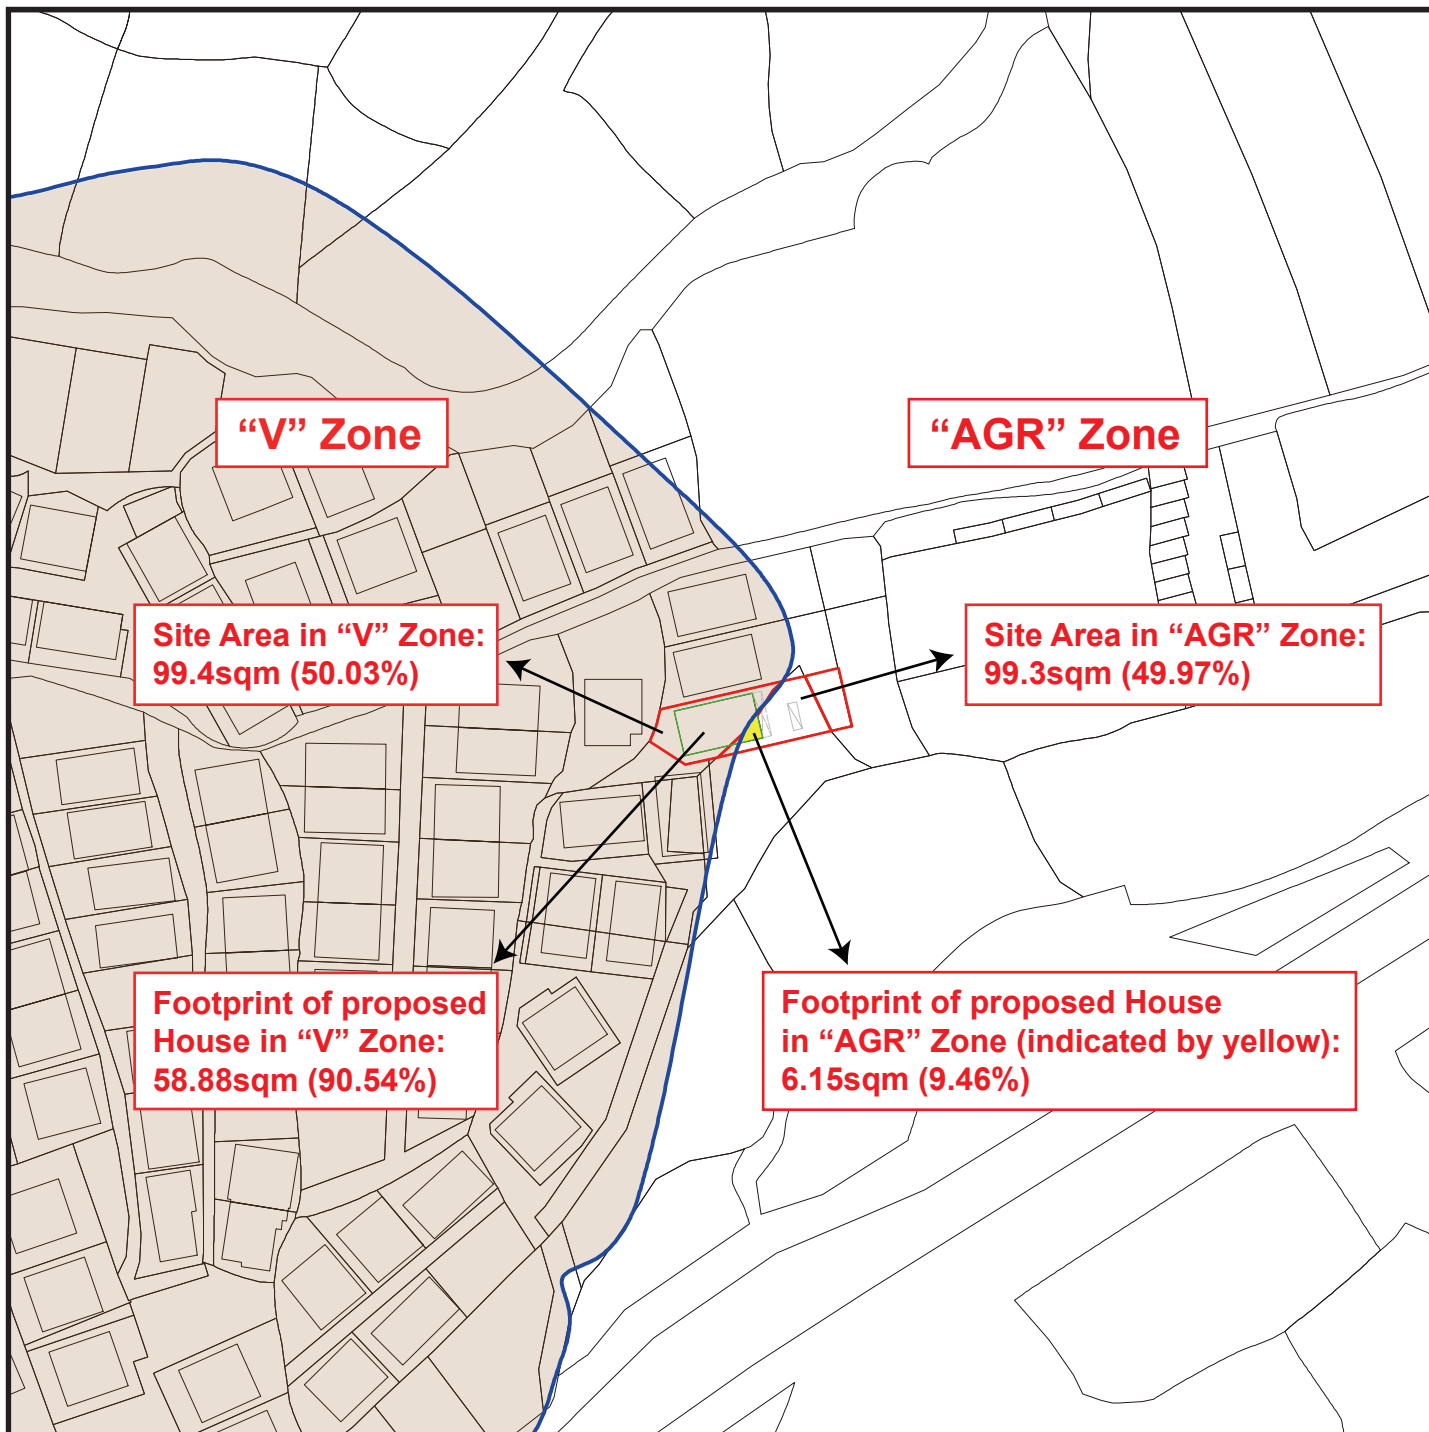 “V” Zone
“AGR” Zone
Site Area in “V” Zone:
99.4sqm (50.03%)
Site Area in “AGR” Zone:
99.3sqm (49.97%)
Footprint of proposed
House in “V” Zone:
58.88sqm (90.54%)
Footprint of proposed House
in “AGR” Zone (indicated by yellow):
6.15sqm (9.46%)